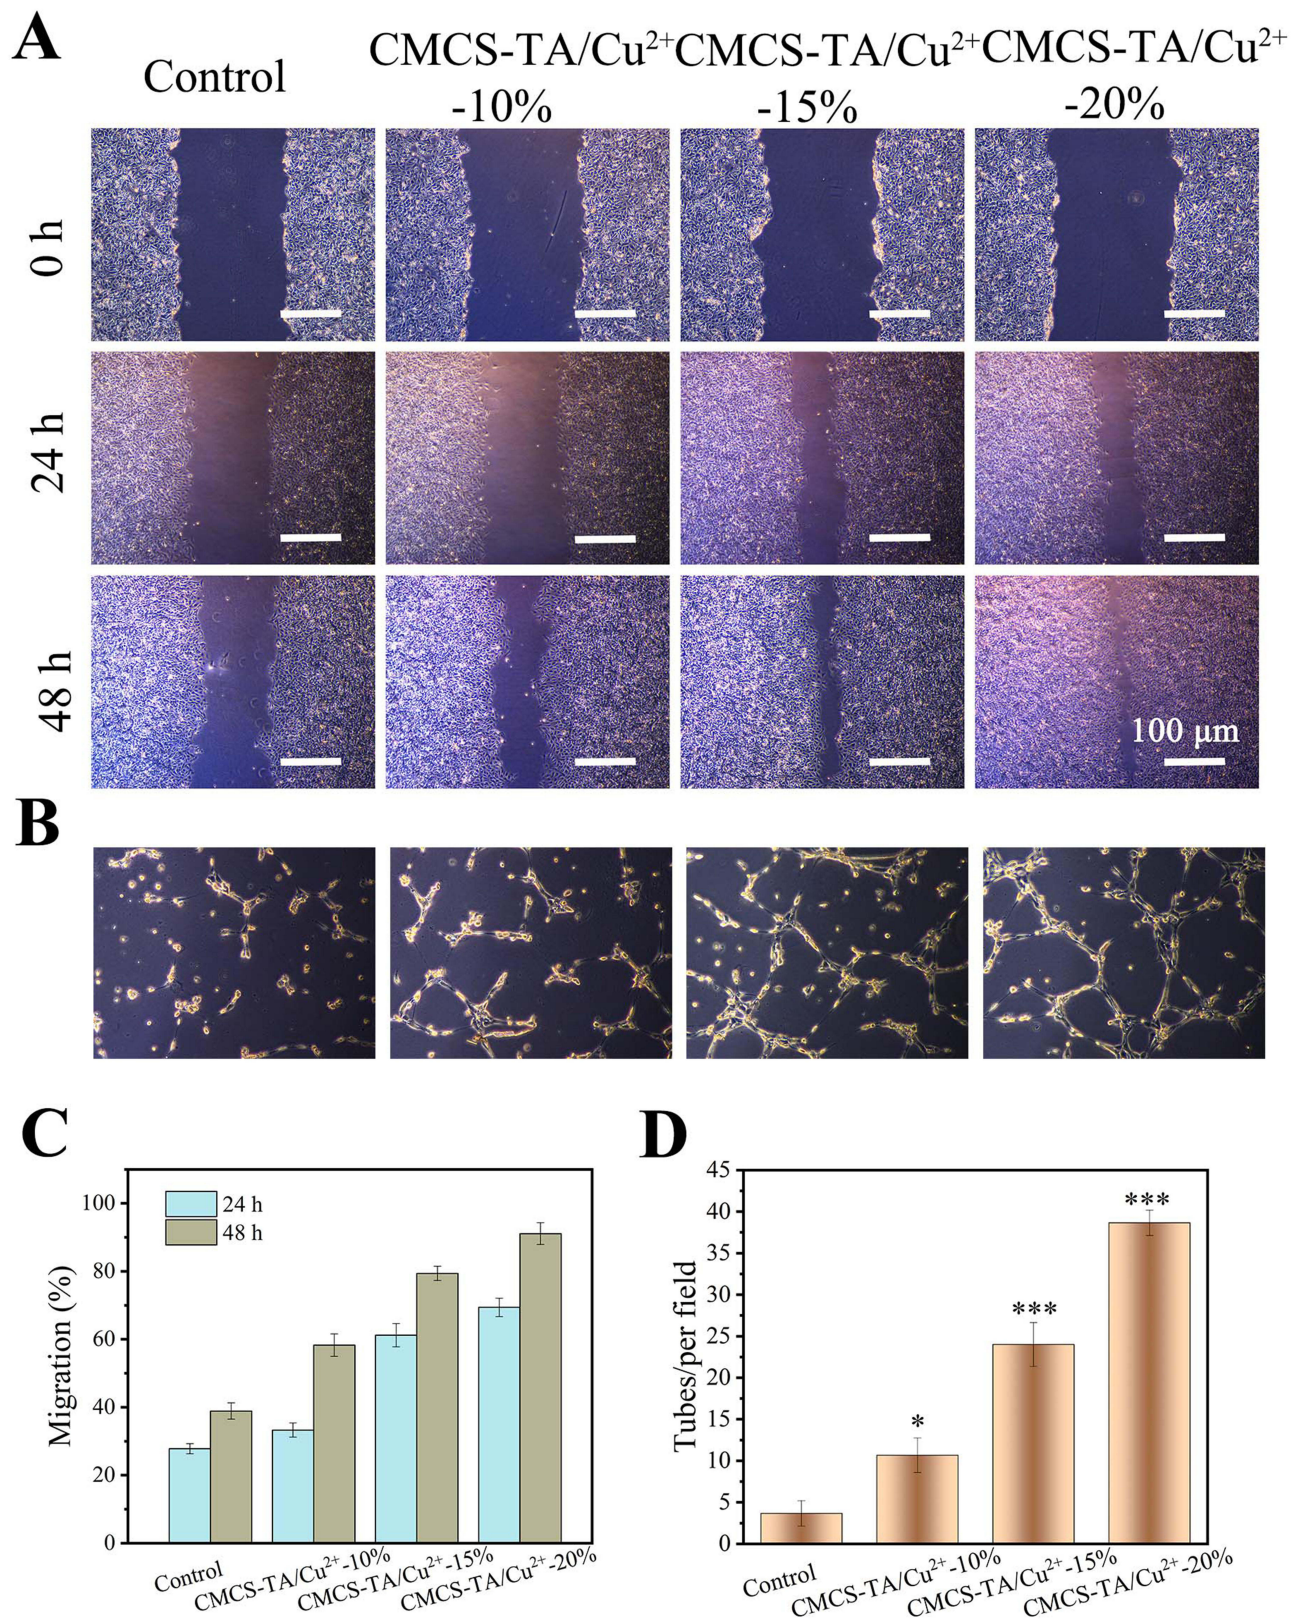 A
Control
CMCS-TA/Cu²⁺
-10%
CMCS-TA/Cu²⁺
-15%
CMCS-TA/Cu²⁺
-20%
0 h
24 h
48 h
100 μm
B
C
Migration (%)
100
80
60
40
20
0
24 h
48 h
Control
CMCS-TA/Cu²⁺-10%
CMCS-TA/Cu²⁺-15%
CMCS-TA/Cu²⁺-20%
D
Tubes/per field
45
40
35
30
25
20
15
10
5
0
*
***
***
Control
CMCS-TA/Cu²⁺-10%
CMCS-TA/Cu²⁺-15%
CMCS-TA/Cu²⁺-20%